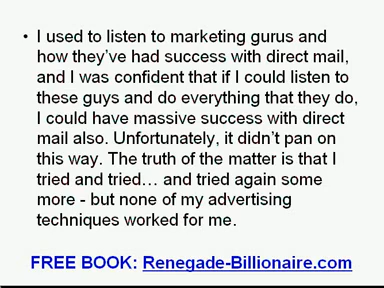 • I used to listen to marketing gurus and
how they've had success with direct mail,
and I was confident that if I could listen to
these guys and do everything that they do,
I could have massive success with direct
mail also. Unfortunately, it didn't pan on
this way. The truth of the matter is that I
tried and tried… and tried again some
more - but none of my advertising
techniques worked for me.
FREE BOOK: Renegade-Billionaire.com